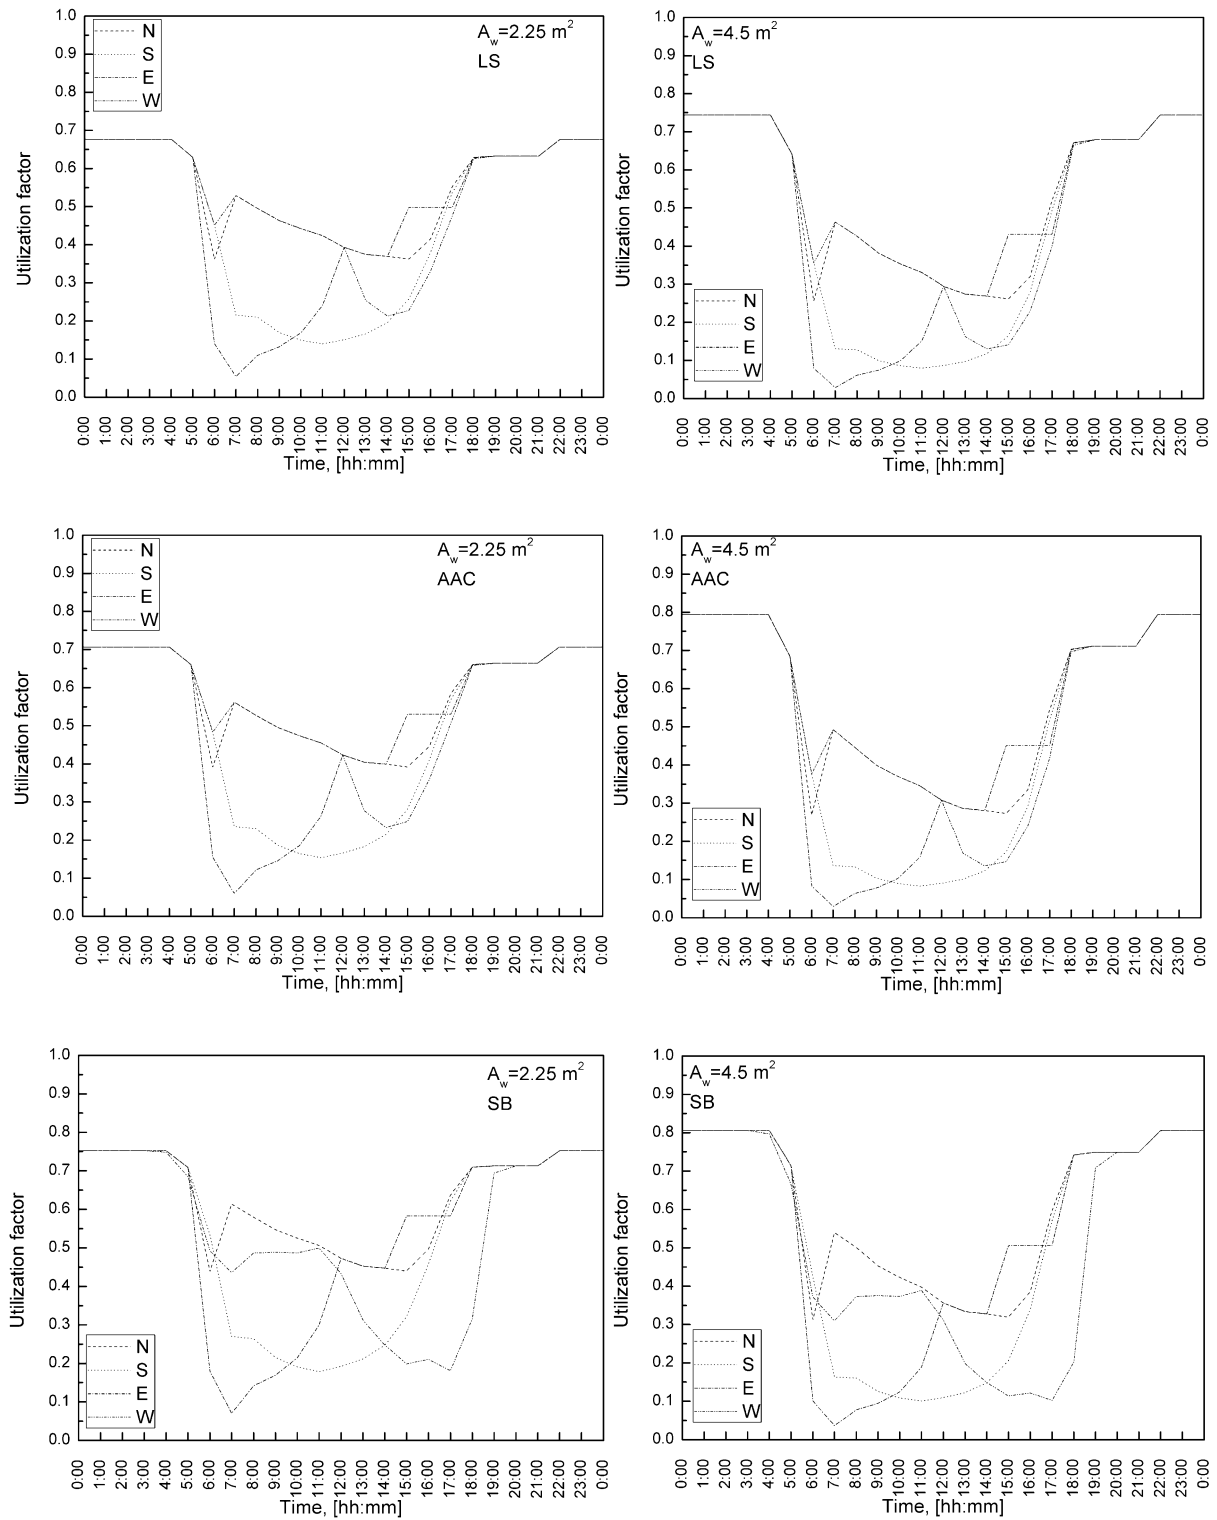 A_w=2.25 m²
LS
N
S
E
W
1.0
0.9
0.8
0.7
0.6
0.5
0.4
0.3
0.2
0.1
0.0
Utilization factor
0:00 1:00 2:00 3:00 4:00 5:00 6:00 7:00 8:00 9:00 10:00 11:00 12:00 13:00 14:00 15:00 16:00 17:00 18:00 19:00 20:00 21:00 22:00 23:00 0:00
Time, [hh:mm]
A_w=4.5 m²
LS
N
S
E
W
1.0
0.9
0.8
0.7
0.6
0.5
0.4
0.3
0.2
0.1
0.0
Utilization factor
0:00 1:00 2:00 3:00 4:00 5:00 6:00 7:00 8:00 9:00 10:00 11:00 12:00 13:00 14:00 15:00 16:00 17:00 18:00 19:00 20:00 21:00 22:00 23:00 0:00
Time, [hh:mm]
A_w=2.25 m²
AAC
N
S
E
W
1.0
0.9
0.8
0.7
0.6
0.5
0.4
0.3
0.2
0.1
0.0
Utilization factor
0:00 1:00 2:00 3:00 4:00 5:00 6:00 7:00 8:00 9:00 10:00 11:00 12:00 13:00 14:00 15:00 16:00 17:00 18:00 19:00 20:00 21:00 22:00 23:00 0:00
Time, [hh:mm]
A_w=4.5 m²
AAC
N
S
E
W
1.0
0.9
0.8
0.7
0.6
0.5
0.4
0.3
0.2
0.1
0.0
Utilization factor
0:00 1:00 2:00 3:00 4:00 5:00 6:00 7:00 8:00 9:00 10:00 11:00 12:00 13:00 14:00 15:00 16:00 17:00 18:00 19:00 20:00 21:00 22:00 23:00 0:00
Time, [hh:mm]
A_w=2.25 m²
SB
N
S
E
W
1.0
0.9
0.8
0.7
0.6
0.5
0.4
0.3
0.2
0.1
0.0
Utilization factor
0:00 1:00 2:00 3:00 4:00 5:00 6:00 7:00 8:00 9:00 10:00 11:00 12:00 13:00 14:00 15:00 16:00 17:00 18:00 19:00 20:00 21:00 22:00 23:00 0:00
Time, [hh:mm]
A_w=4.5 m²
SB
N
S
E
W
1.0
0.9
0.8
0.7
0.6
0.5
0.4
0.3
0.2
0.1
0.0
Utilization factor
0:00 1:00 2:00 3:00 4:00 5:00 6:00 7:00 8:00 9:00 10:00 11:00 12:00 13:00 14:00 15:00 16:00 17:00 18:00 19:00 20:00 21:00 22:00 23:00 0:00
Time, [hh:mm]